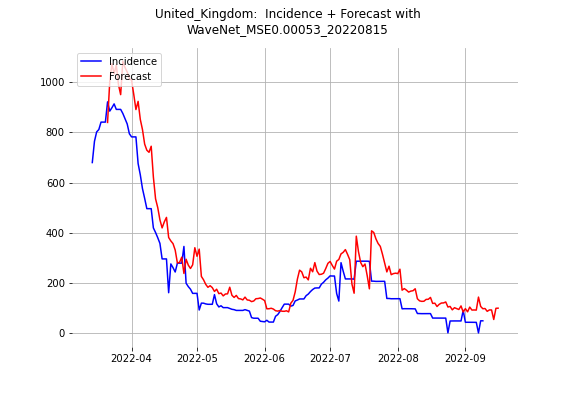 United_Kingdom:  Incidence + Forecast with
WaveNet_MSE0.00053_20220815
Incidence
Forecast
1000
800
600
400
200
0
2022-04 2022-05 2022-06 2022-07 2022-08 2022-09